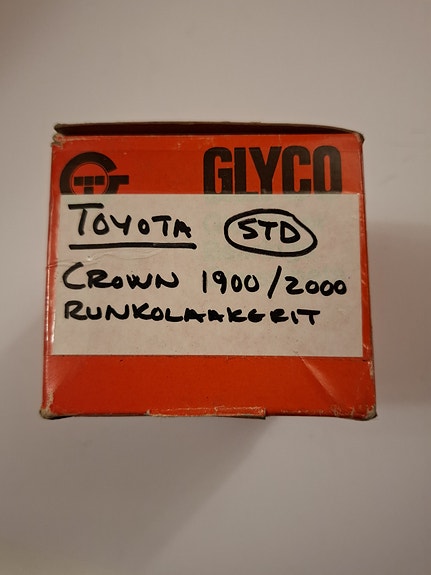 GLYCO
TOYOTA STD
CROWN 1900/2000
RUNKOLAAKERIT